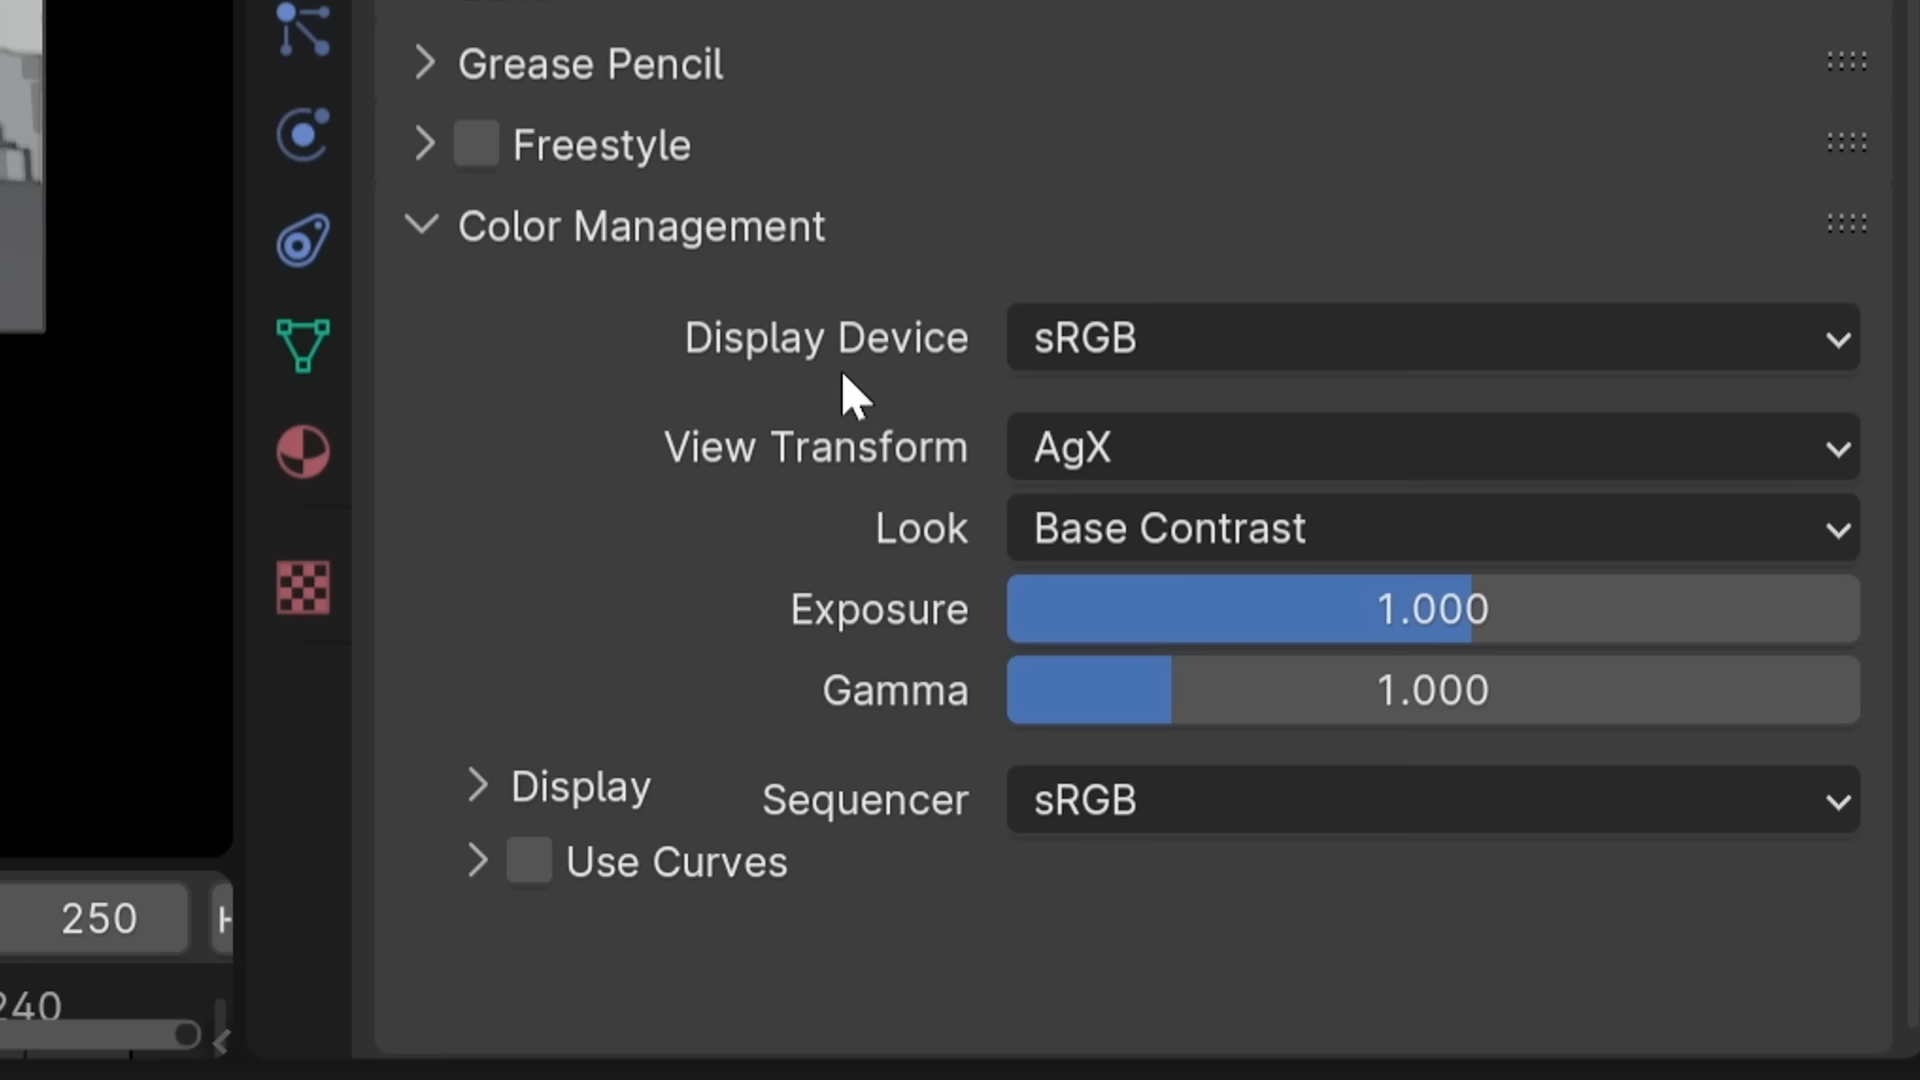 Grease Pencil
Freestyle
Color Management
Display Device sRGB
View Transform AgX
Look Base Contrast
Exposure 1.000
Gamma 1.000
Display
Sequencer sRGB
Use Curves
250
240